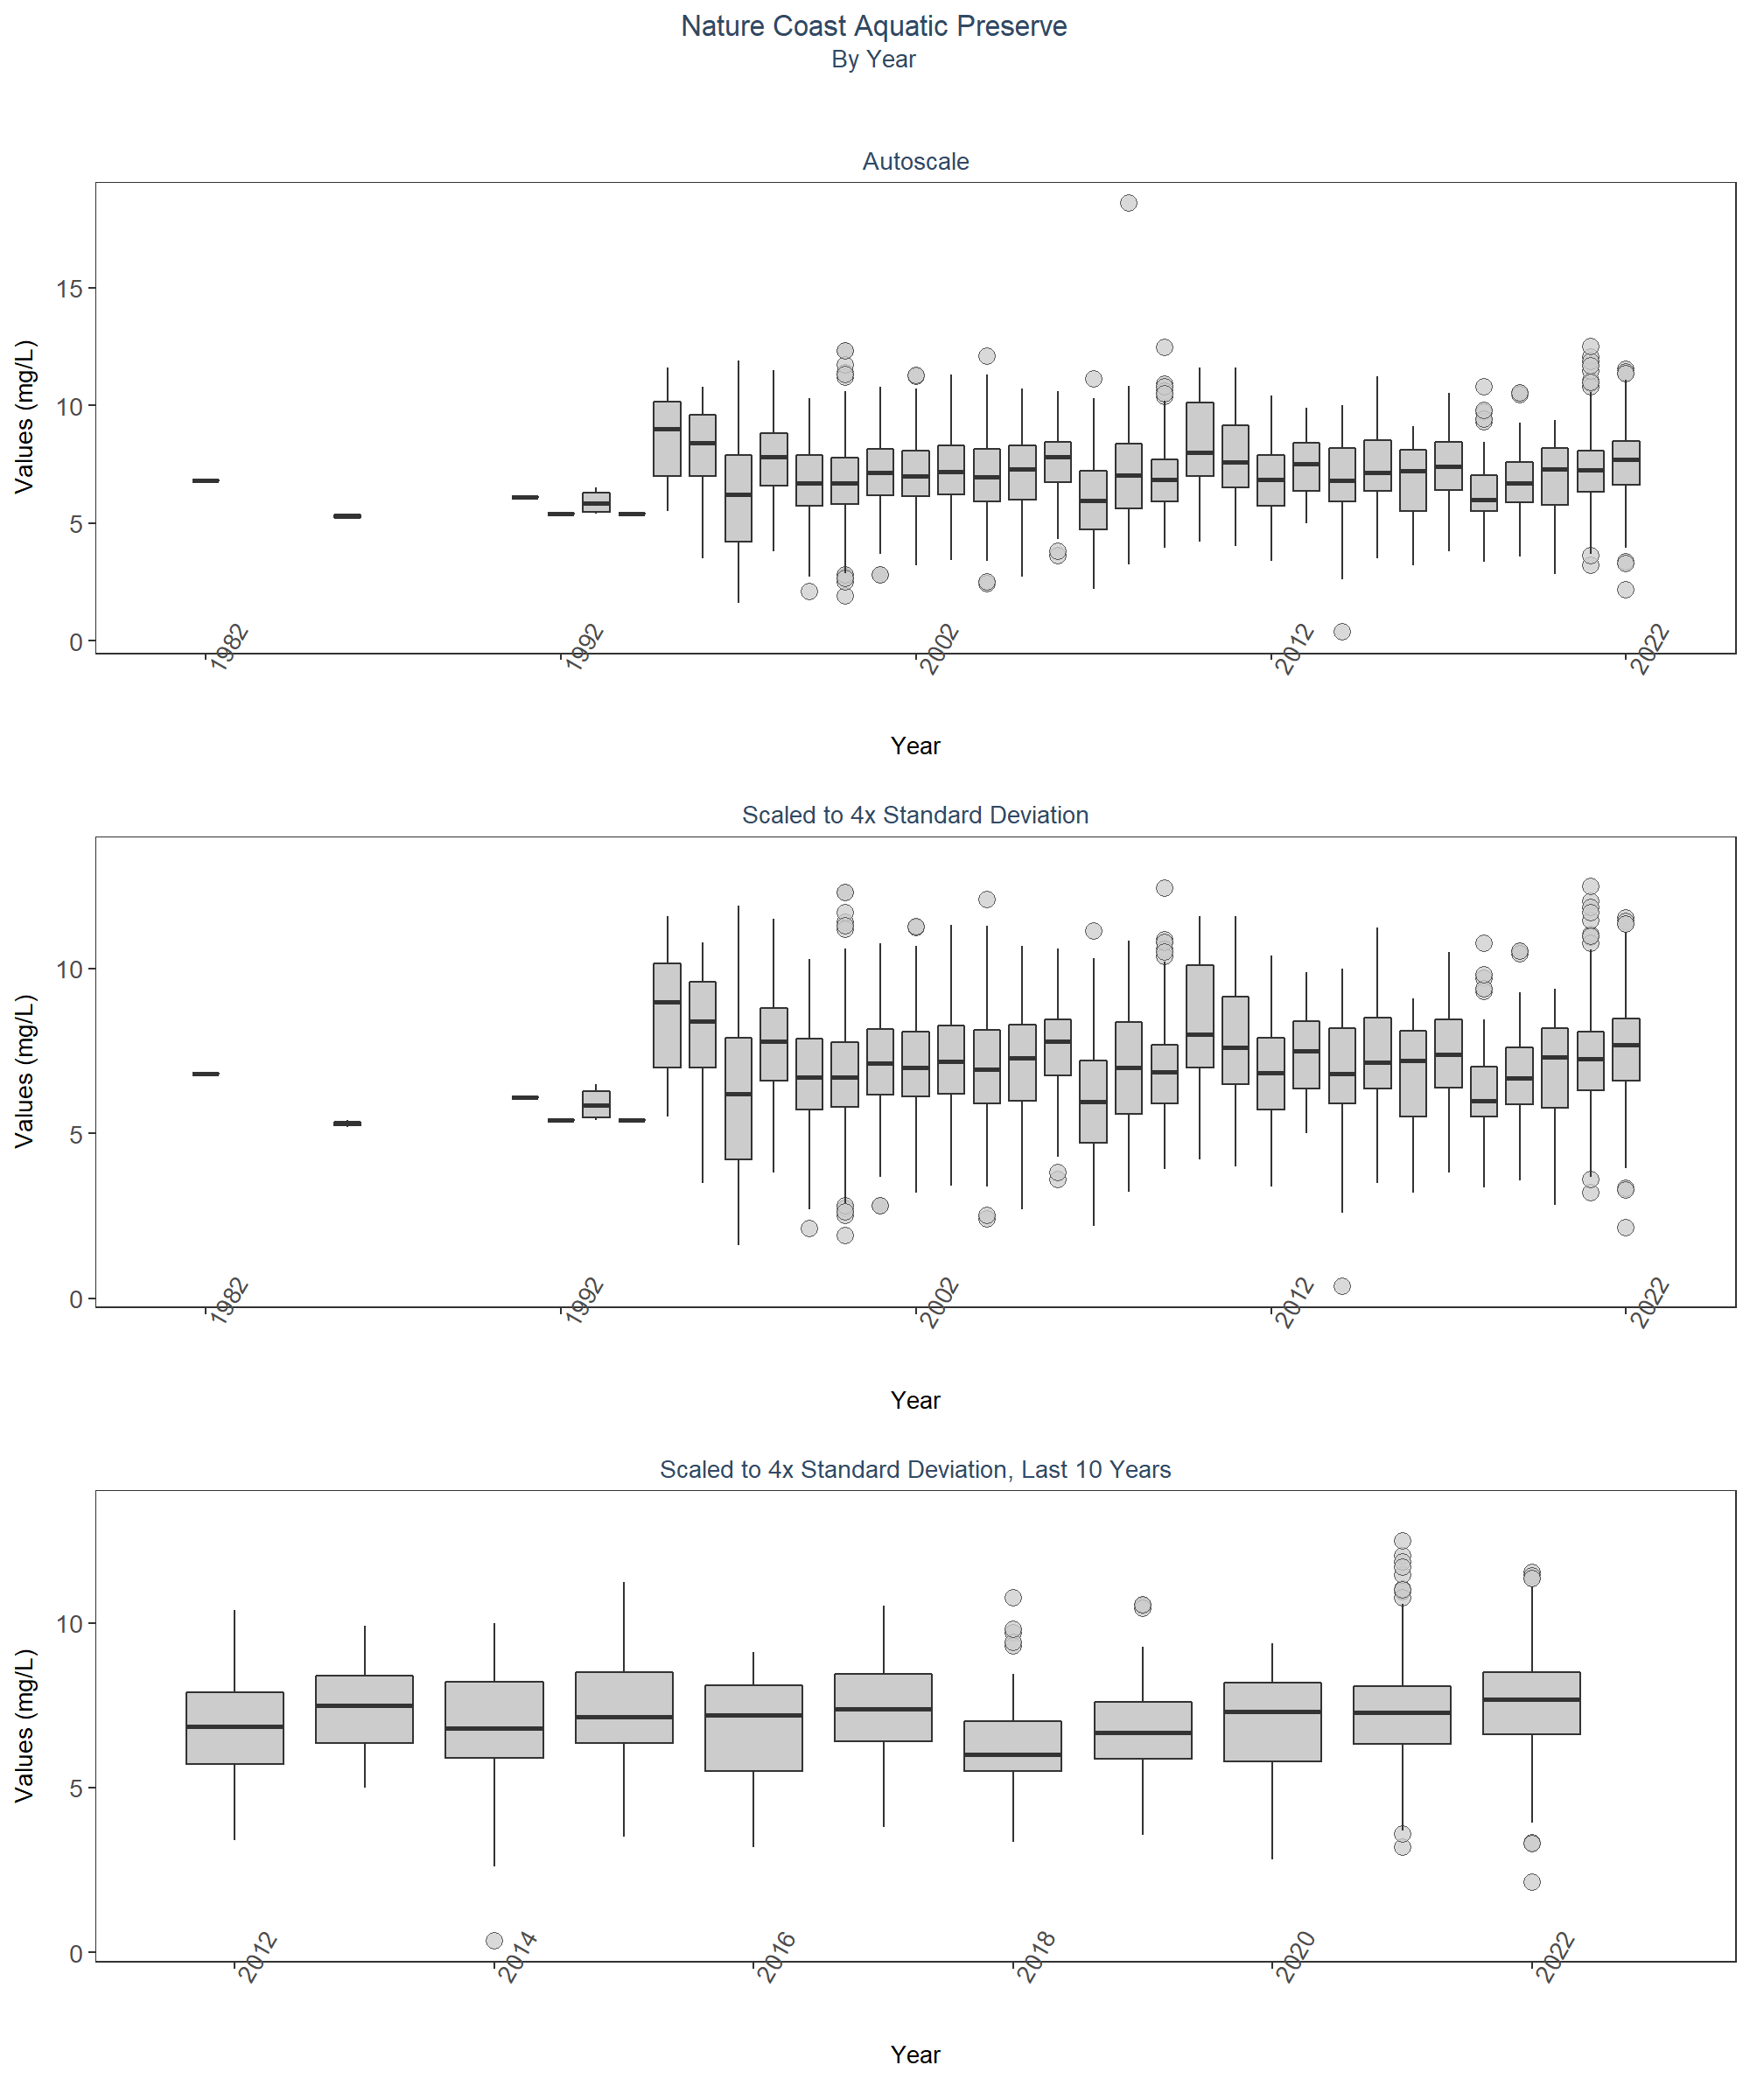 Nature Coast Aquatic Preserve
By Year
Autoscale
Values (mg/L)
15
10
5
0
1982
1992
2002
2012
2022
Year
Scaled to 4x Standard Deviation
Values (mg/L)
10
5
0
1982
1992
2002
2012
2022
Year
Scaled to 4x Standard Deviation, Last 10 Years
Values (mg/L)
10
5
0
2012
2014
2016
2018
2020
2022
Year